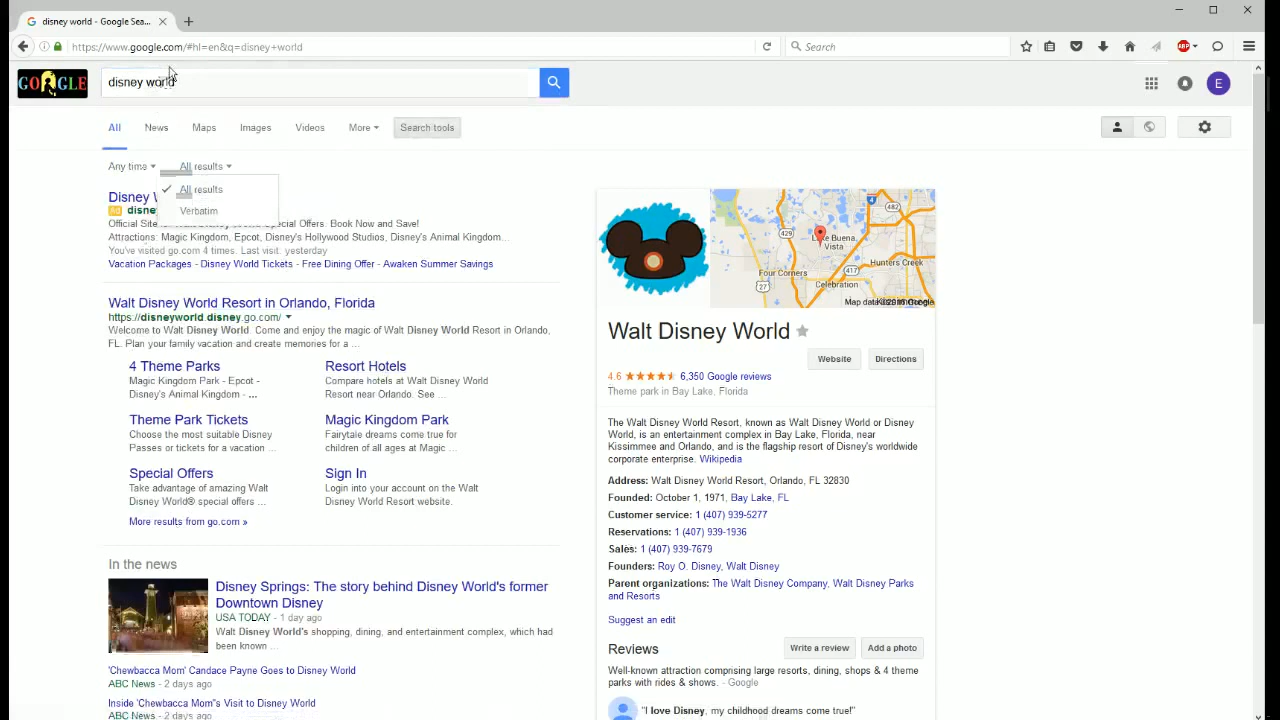 disney world - Google Sea...
https://www.google.com/#hl=en&q=disney+world
Search
ABP
GOOGLE
disney world
E
All News Maps Images Videos More Search tools
Any time All results
All results
Verbatim
Disney W
Ad disne
Official Site
Special Offers. Book Now and Save!
Attractions: Magic Kingdom, Epcot, Disney's Hollywood Studios, Disney's Animal Kingdom...
You've visited go.com 4 times. Last visit: yesterday
Vacation Packages - Disney World Tickets - Free Dining Offer - Awaken Summer Savings
Walt Disney World Resort in Orlando, Florida
https://disneyworld.disney.go.com/
Welcome to Walt Disney World. Come and enjoy the magic of Walt Disney World Resort in Orlando,
FL. Plan your family vacation and create memories for a ...
4 Theme Parks
Magic Kingdom Park - Epcot -
Disney's Animal Kingdom - ...
Resort Hotels
Compare hotels at Walt Disney World
Resort near Orlando. See ...
Theme Park Tickets
Choose the most suitable Disney
Passes or tickets for a vacation ...
Magic Kingdom Park
Fairytale dreams come true for
children of all ages at Magic ...
Special Offers
Take advantage of amazing Walt
Disney World® special offers ...
Sign In
Login into your account on the Walt
Disney World Resort website.
More results from go.com »
In the news
Disney Springs: The story behind Disney World's former
Downtown Disney
USA TODAY - 1 day ago
Walt Disney World's shopping, dining, and entertainment complex, which had
been known ...
'Chewbacca Mom' Candace Payne Goes to Disney World
ABC News - 2 days ago
Inside 'Chewbacca Mom"s Visit to Disney World
ABC News - 2 days ago
4
482
429
Lake Buena
Vista
Hunters Creek
Four Corners
417
27
Celebration
Map data ©2016 Google
Walt Disney World
Website Directions
4.6 6,350 Google reviews
Theme park in Bay Lake, Florida
The Walt Disney World Resort, known as Walt Disney World or Disney
World, is an entertainment complex in Bay Lake, Florida, near
Kissimmee and Orlando, and is the flagship resort of Disney's worldwide
corporate enterprise. Wikipedia
Address: Walt Disney World Resort, Orlando, FL 32830
Founded: October 1, 1971, Bay Lake, FL
Customer service: 1 (407) 939-5277
Reservations: 1 (407) 939-1936
Sales: 1 (407) 939-7679
Founders: Roy O. Disney, Walt Disney
Parent organizations: The Walt Disney Company, Walt Disney Parks
and Resorts
Suggest an edit
Reviews Write a review Add a photo
Well-known attraction comprising large resorts, dining, shops & 4 theme
parks with rides & shows. - Google
"I love Disney, my childhood dreams come true!"